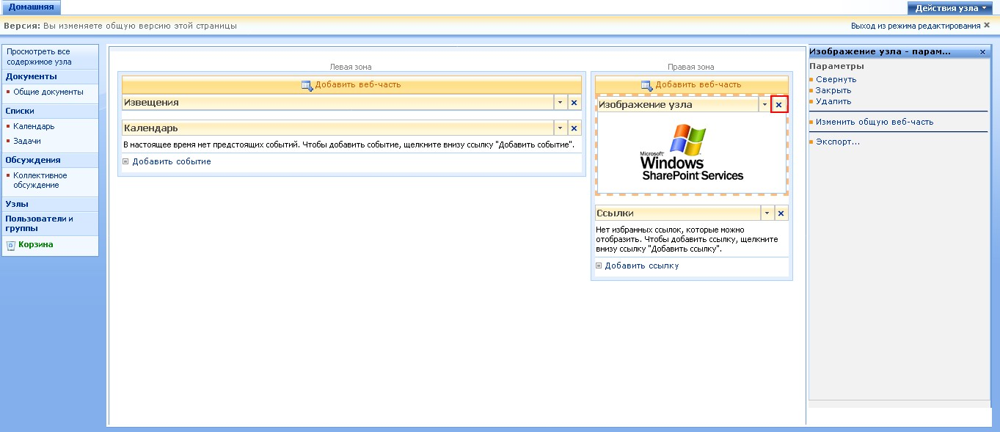 Домашняя
Действия узла
Версия: Вы изменяете общую версию этой страницы
Выход из режима редактирования
Просмотреть все
содержимое узла
Документы
Общие документы
Списки
Календарь
Задачи
Обсуждения
Коллективное
обсуждение
Узлы
Пользователи и
группы
Корзина
Левая зона
Добавить веб-часть
Извещения
Календарь
В настоящее время нет предстоящих событий. Чтобы добавить событие, щелкните внизу ссылку "Добавить событие".
Добавить событие
Правая зона
Добавить веб-часть
Изображение узла
Microsoft
Windows
SharePoint Services
Ссылки
Нет избранных ссылок, которые можно
отобразить. Чтобы добавить ссылку, щелкните
внизу ссылку "Добавить ссылку".
Добавить ссылку
Изображение узла - парам...
Параметры
Свернуть
Закрыть
Удалить
Изменить общую веб-часть
Экспорт...